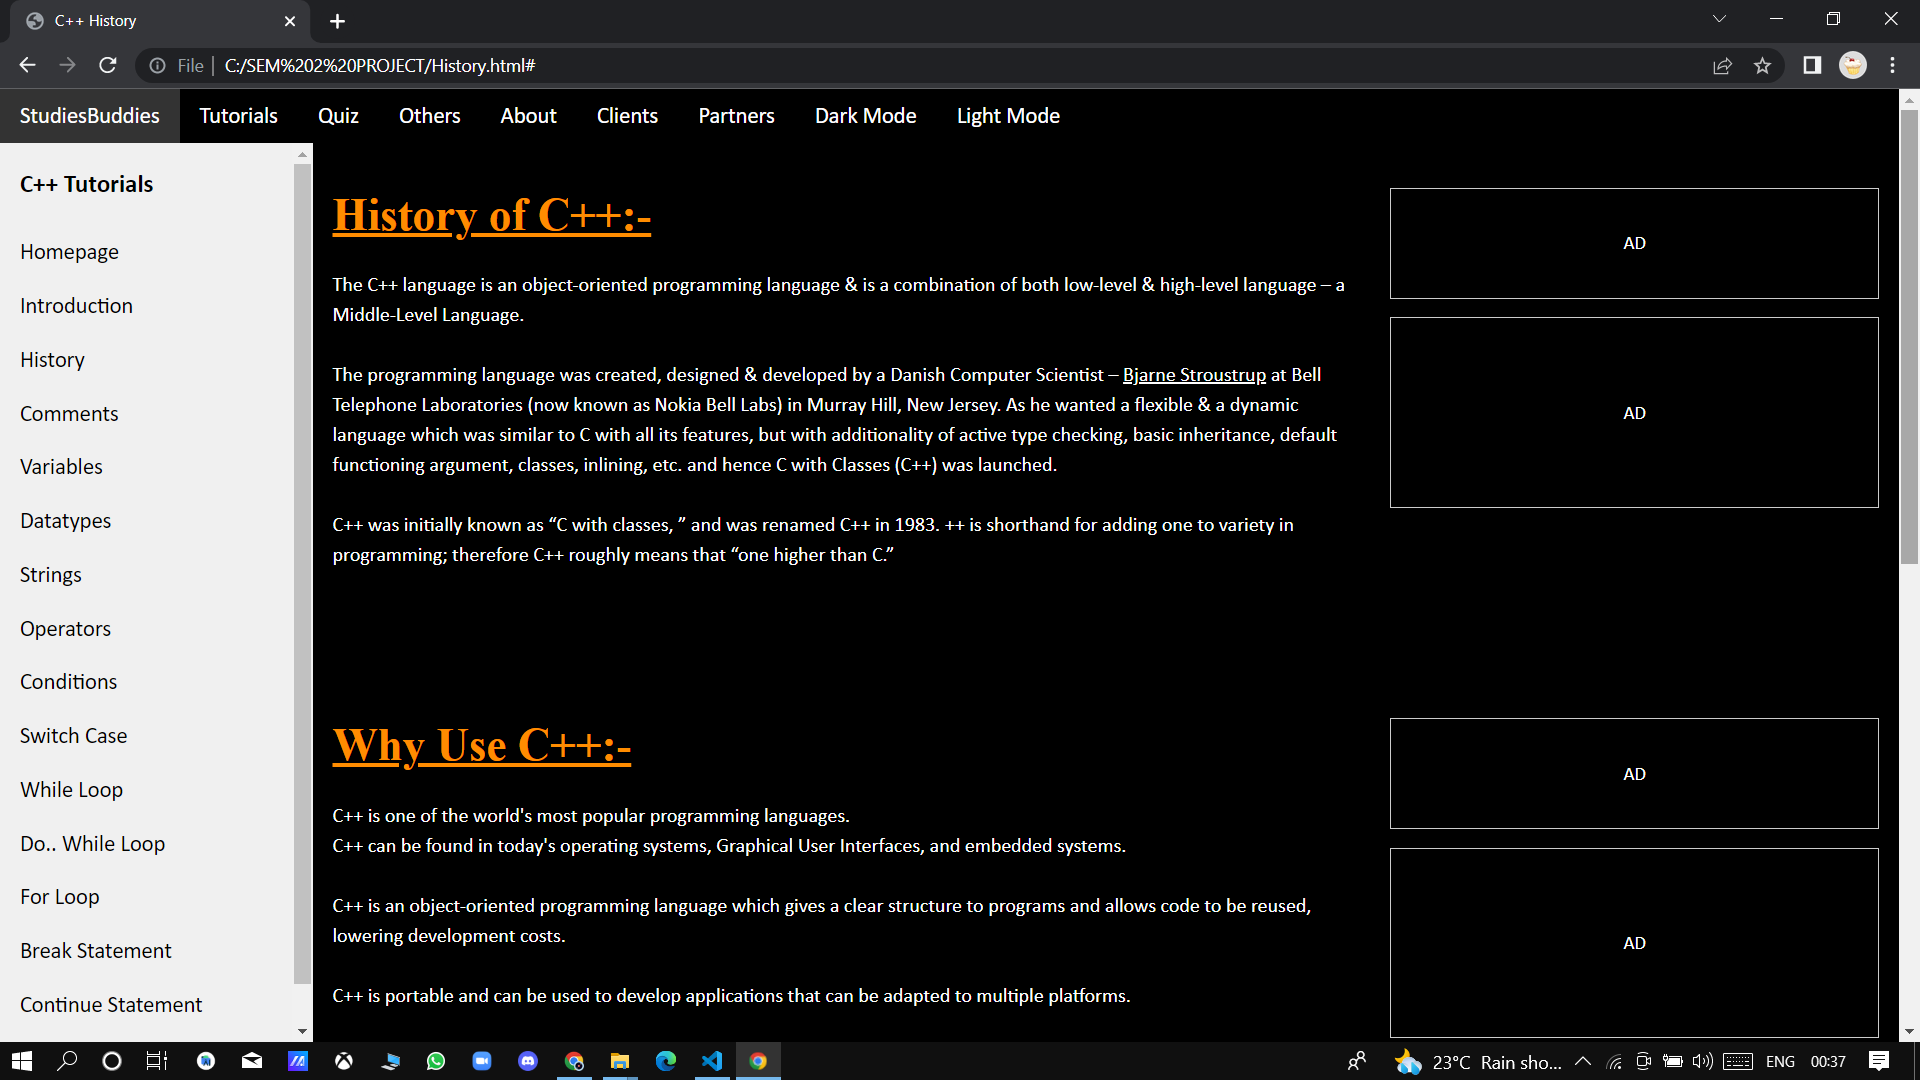 C++ History
File | C:/SEM%202%20PROJECT/History.html#
StudiesBuddies Tutorials Quiz Others About Clients Partners Dark Mode Light Mode
C++ Tutorials
Homepage
Introduction
History
Comments
Variables
Datatypes
Strings
Operators
Conditions
Switch Case
While Loop
Do.. While Loop
For Loop
Break Statement
Continue Statement
History of C++:-
The C++ language is an object-oriented programming language & is a combination of both low-level & high-level language – a
Middle-Level Language.
The programming language was created, designed & developed by a Danish Computer Scientist – Bjarne Stroustrup at Bell
Telephone Laboratories (now known as Nokia Bell Labs) in Murray Hill, New Jersey. As he wanted a flexible & a dynamic
language which was similar to C with all its features, but with additionality of active type checking, basic inheritance, default
functioning argument, classes, inlining, etc. and hence C with Classes (C++) was launched.
C++ was initially known as “C with classes, ” and was renamed C++ in 1983. ++ is shorthand for adding one to variety in
programming; therefore C++ roughly means that “one higher than C.”
AD
AD
Why Use C++:-
C++ is one of the world's most popular programming languages.
C++ can be found in today's operating systems, Graphical User Interfaces, and embedded systems.
C++ is an object-oriented programming language which gives a clear structure to programs and allows code to be reused,
lowering development costs.
C++ is portable and can be used to develop applications that can be adapted to multiple platforms.
AD
AD
23°C Rain sho... ENG 00:37